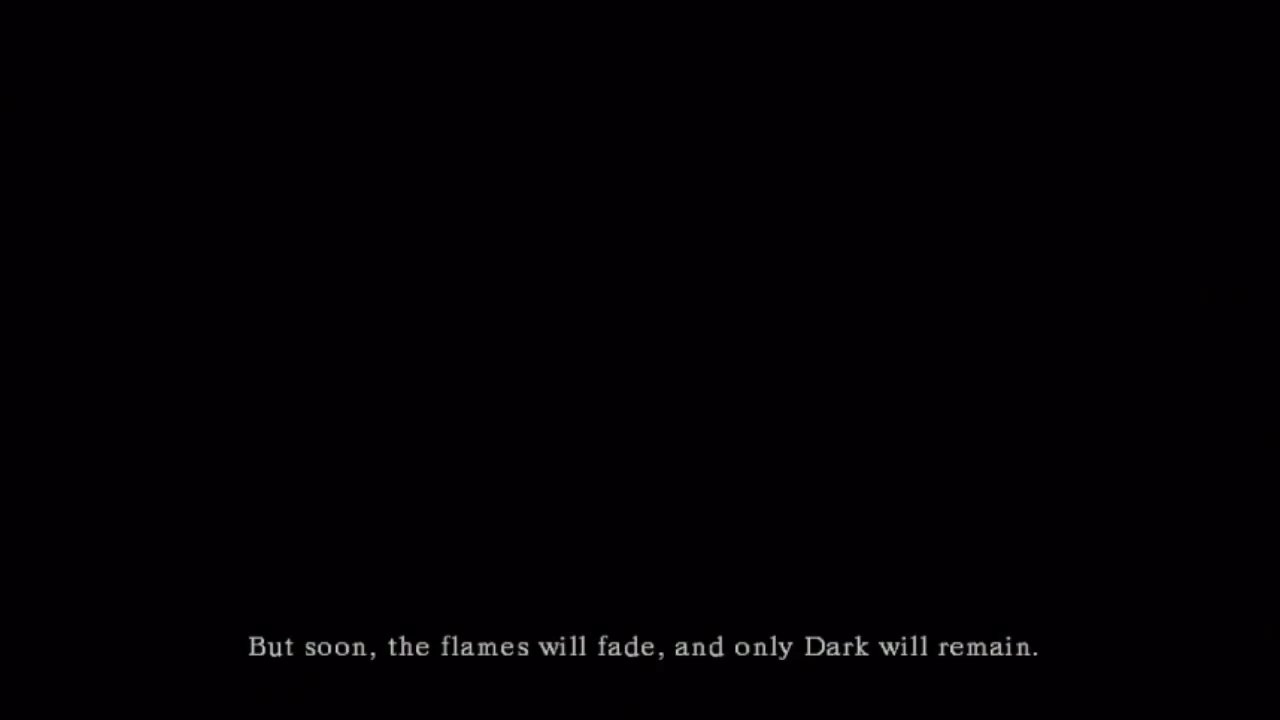 But soon, the flames will fade, and only Dark will remain.